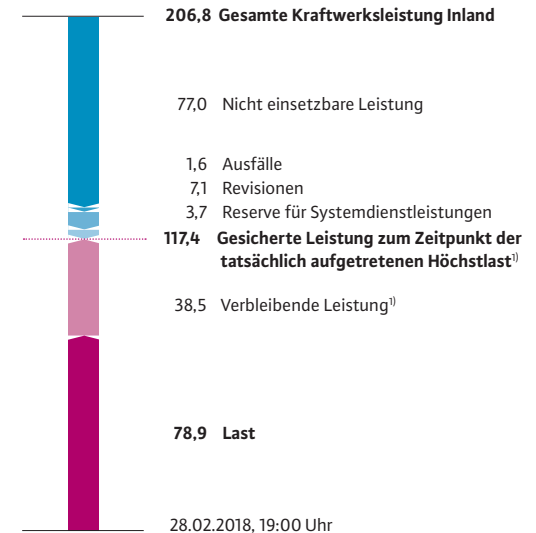 206,8 Gesamte Kraftwerksleistung Inland
77,0 Nicht einsetzbare Leistung
1,6 Ausfälle
7,1 Revisionen
3,7 Reserve für Systemdienstleistungen
117,4 Gesicherte Leistung zum Zeitpunkt der
tatsächlich aufgetretenen Höchstlast¹⁾
38,5 Verbleibende Leistung¹⁾
78,9 Last
28.02.2018, 19:00 Uhr